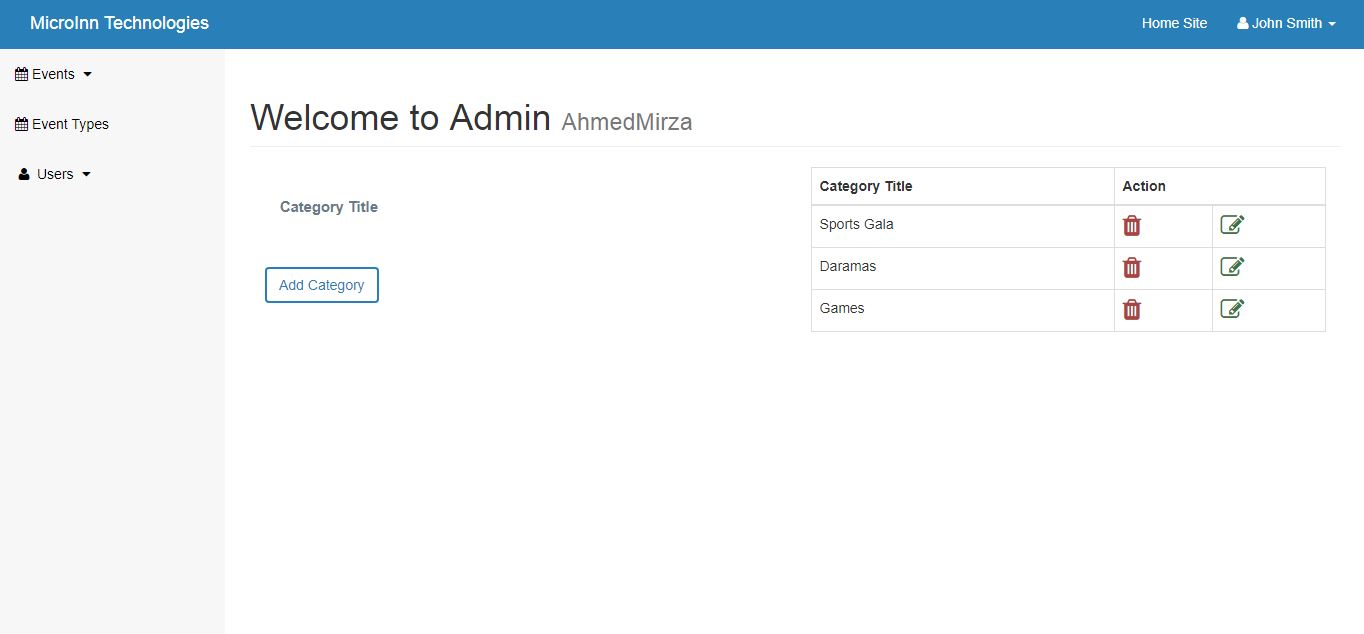 MicroInn Technologies
Home Site
John Smith
Events
Event Types
Users
Welcome to Admin AhmedMirza
Category Title
Add Category
Category Title Action
Sports Gala
Daramas
Games